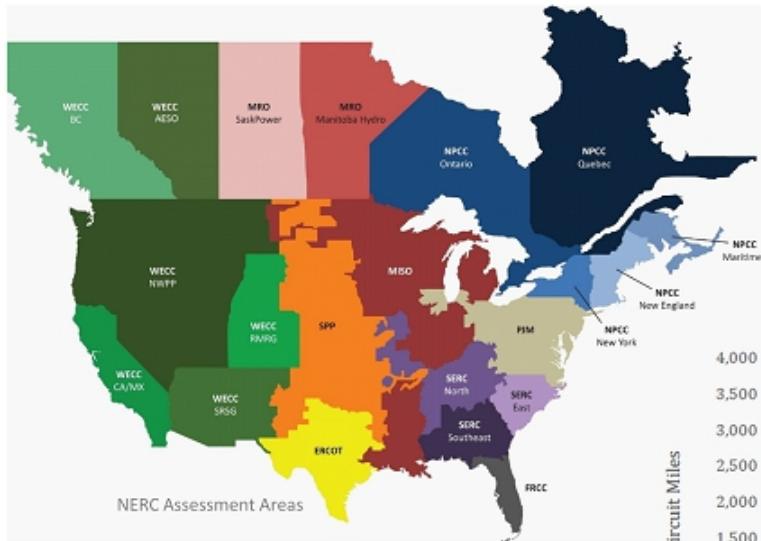 WECC
BC
WECC
AESO
MRO
SaskPower
MRO
Manitoba Hydro
NPCC
Ontario
NPCC
Quebec
NPCC
Maritime
NPCC
New England
NPCC
New York
WECC
NWPP
MISO
WECC
RMRG
SPP
PJM
WECC
CA/MX
WECC
SRSG
SERC
North
SERC
East
SERC
Southeast
ERCOT
FRCC
NERC Assessment Areas
4,000
3,500
3,000
2,500
2,000
1,500
ircuit Miles